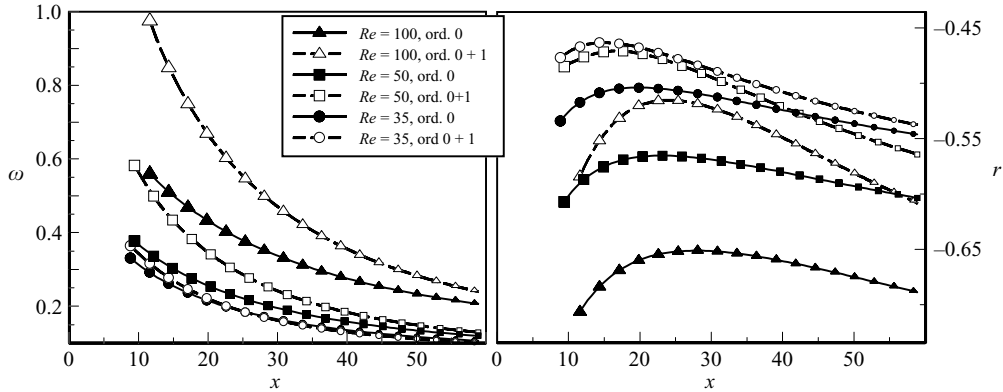 1.0
0.8
0.6
ω
0.4
0.2
0 10 20 30 40 50
x
Re = 100, ord. 0
Re = 100, ord. 0 + 1
Re = 50, ord. 0
Re = 50, ord. 0+1
Re = 35, ord. 0
Re = 35, ord 0 + 1
–0.45
–0.55
r
–0.65
0 10 20 30 40 50
x